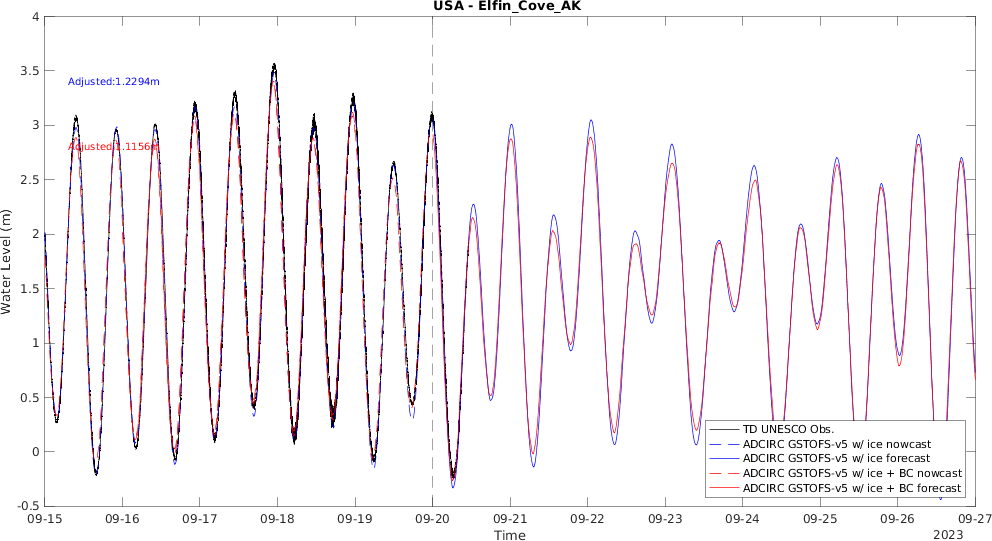 USA - Elfin_Cove_AK
4
3.5
3
2.5
2
1.5
1
0.5
0
-0.5
Water Level (m)
Adjusted:1.2294m
Adjusted:1.1156m
TD UNESCO Obs.
ADCIRC GSTOFS-v5 w/ ice nowcast
ADCIRC GSTOFS-v5 w/ ice forecast
ADCIRC GSTOFS-v5 w/ ice + BC nowcast
ADCIRC GSTOFS-v5 w/ ice + BC forecast
09-15 09-16 09-17 09-18 09-19 09-20 09-21 09-22 09-23 09-24 09-25 09-26 09-27
Time
2023